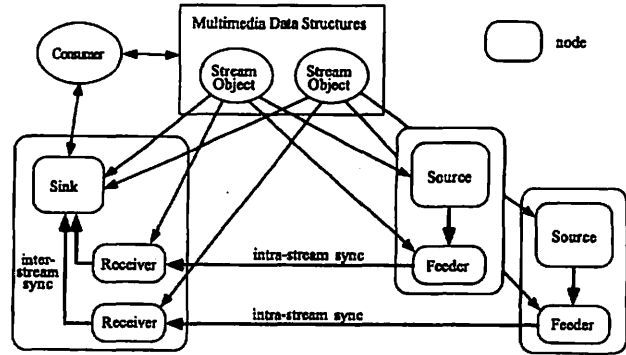 Multimedia Data Structures
node
Consumer
Stream
Object
Stream
Object
Sink
Source
Source
inter-
stream
sync
Receiver
intra-stream sync
Feeder
Receiver
intra-stream sync
Feeder